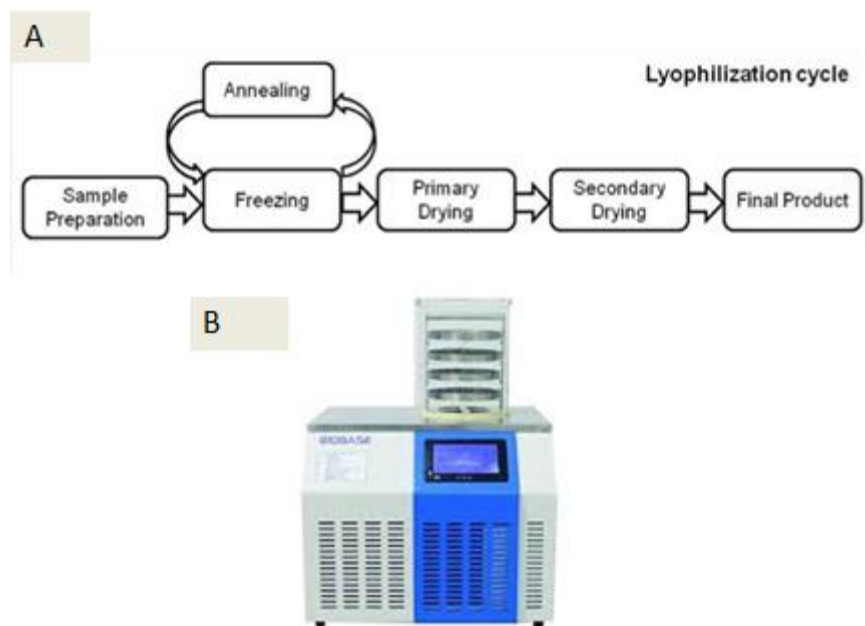 A
Lyophilization cycle
Annealing
Sample
Preparation
Freezing
Primary
Drying
Secondary
Drying
Final Product
B
BIOBASE